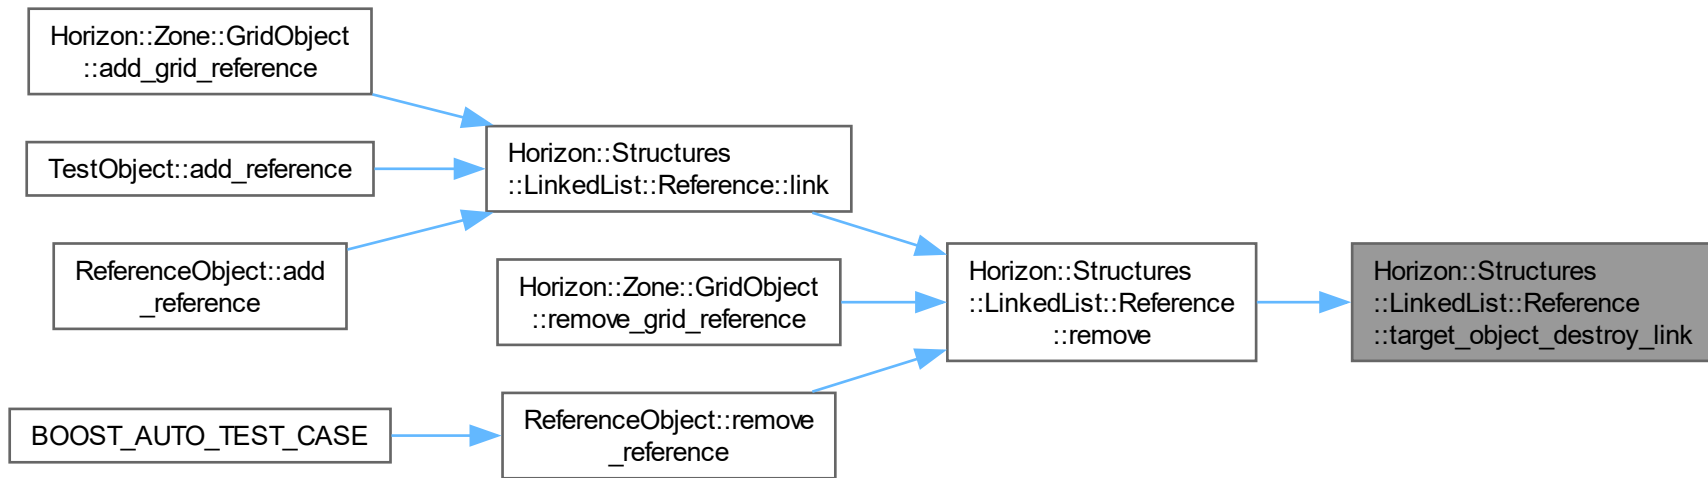 Horizon::Zone::GridObject
::add_grid_reference
TestObject::add_reference
ReferenceObject::add
_reference
Horizon::Structures
::LinkedList::Reference::link
Horizon::Zone::GridObject
::remove_grid_reference
BOOST_AUTO_TEST_CASE
ReferenceObject::remove
_reference
Horizon::Structures
::LinkedList::Reference
::remove
Horizon::Structures
::LinkedList::Reference
::target_object_destroy_link